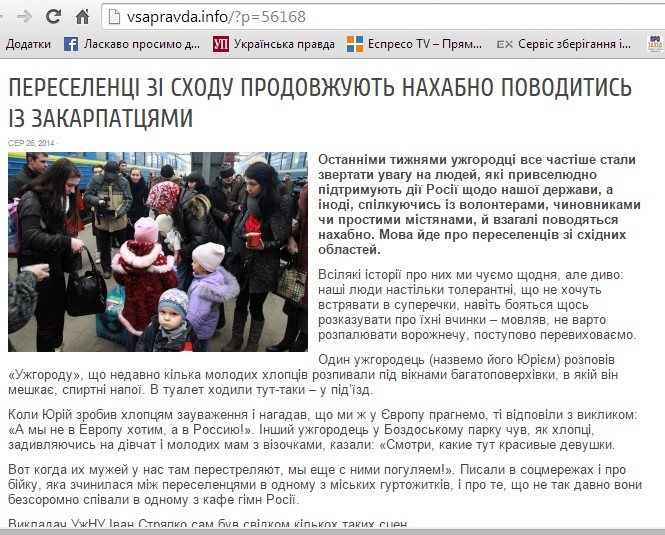 vsapravda.info/?p=56168
Додатки
Ласкаво просимо д...
УП Українська правда
Еспресо TV – Прям...
EX Сервіс зберігання і...
ПРО
ПЕРЕСЕЛЕНЦІ ЗІ СХОДУ ПРОДОВЖУЮТЬ НАХАБНО ПОВОДИТИСЬ
ІЗ ЗАКАРПАТЦЯМИ
СЕР 26, 2014 ·
Останніми тижнями ужгородці все частіше стали
звертати увагу на людей, які привселюдно
підтримують дії Росії щодо нашої держави, а
іноді, спілкуючись із волонтерами, чиновниками
чи простими містянами, й взагалі поводяться
нахабно. Мова йде про переселенців зі східних
областей.
Всілякі історії про них ми чуємо щодня, але диво:
наші люди настільки толерантні, що не хочуть
встрявати в суперечки, навіть бояться щось
розказувати про їхні вчинки – мовляв, не варто
розпалювати ворожнечу, поступово перевиховаємо.
Один ужгородець (назвемо його Юрієм) розповів
«Ужгороду», що недавно кілька молодих хлопців розпивали під вікнами багатоповерхівки, в якій він
мешкає, спиртні напої. В туалет ходили тут-таки – у під’їзд.
Коли Юрій зробив хлопцям зауваження і нагадав, що ми ж у Європу прагнемо, ті відповіли з викликом:
«А мы не в Европу хотим, а в Россию!». Інший ужгородець у Боздоському парку чув, як хлопці,
задивляючись на дівчат і молодих мам з візочками, казали: «Смотри, какие тут красивые девушки.
Вот когда их мужей у нас там перестреляют, мы еще с ними погуляем!». Писали в соцмережах і про
бійку, яка зчинилася між переселенцями в одному з міських гуртожитків, і про те, що не так давно вони
безсоромно співали в одному з кафе гімн Росії.
Викладач УжНУ Іван Стряпко сам був свідком кількох таких сцен.